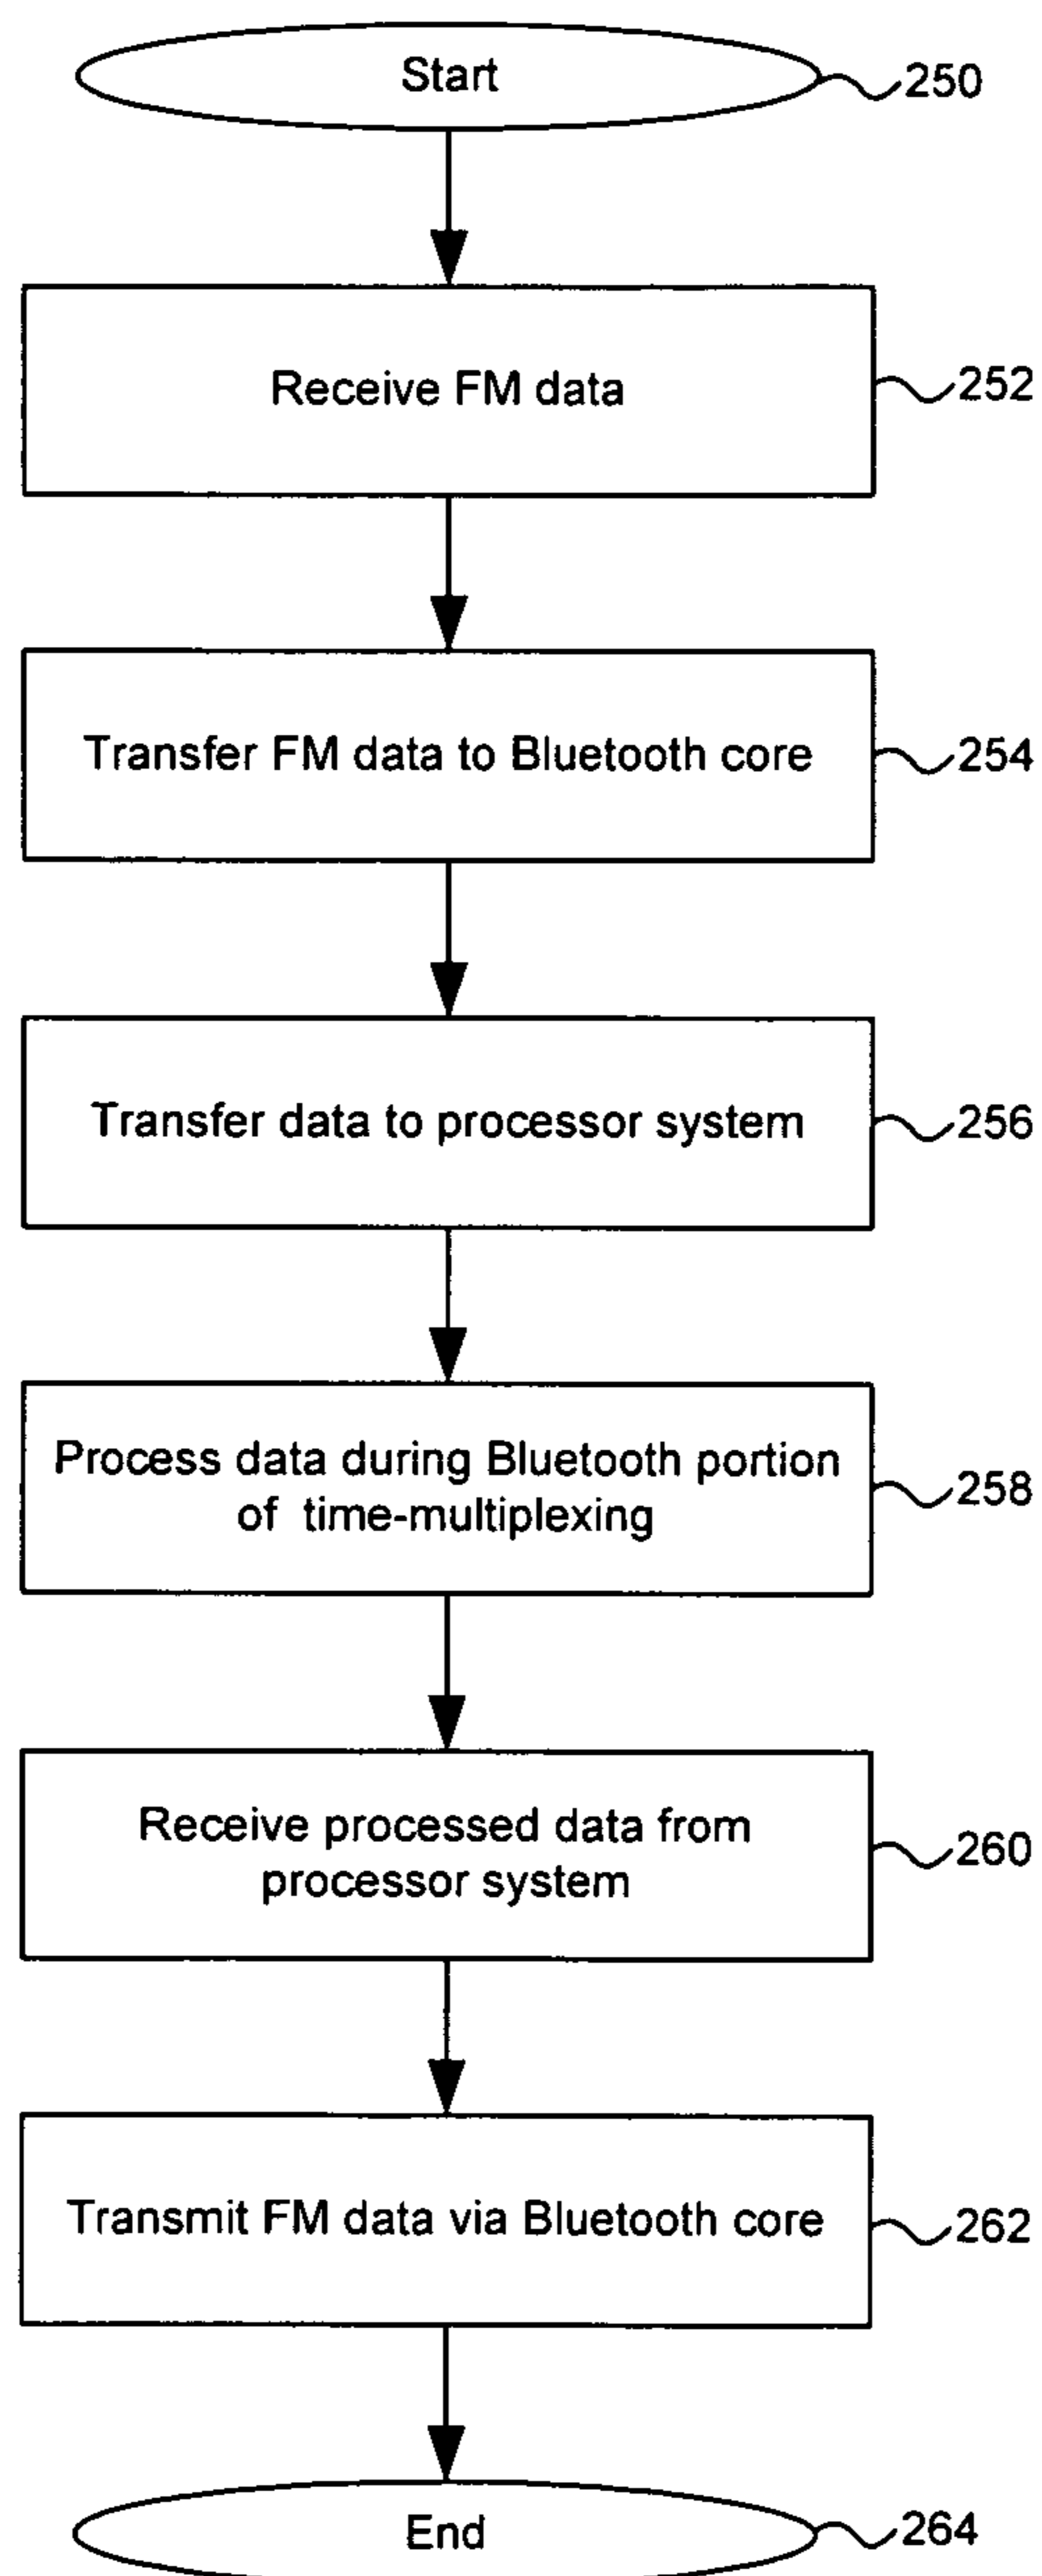 Start
250
Receive FM data
252
Transfer FM data to Bluetooth core
254
Transfer data to processor system
256
Process data during Bluetooth portion
of time-multiplexing
258
Receive processed data from
processor system
260
Transmit FM data via Bluetooth core
262
End
264